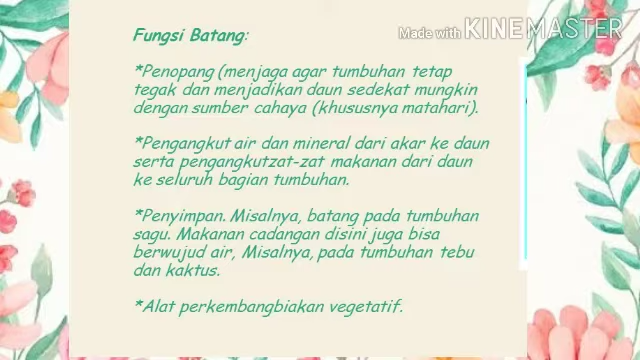 Made with KINEMASTER
Fungsi Batang:
*Penopang (menjaga agar tumbuhan tetap
tegak dan menjadikan daun sedekat mungkin
dengan sumber cahaya (khususnya matahari).
*Pengangkut air dan mineral dari akar ke daun
serta pengangkutzat-zat makanan dari daun
ke seluruh bagian tumbuhan.
*Penyimpan. Misalnya, batang pada tumbuhan
sagu. Makanan cadangan disini juga bisa
berwujud air, Misalnya, pada tumbuhan tebu
dan kaktus.
*Alat perkembangbiakan vegetatif.